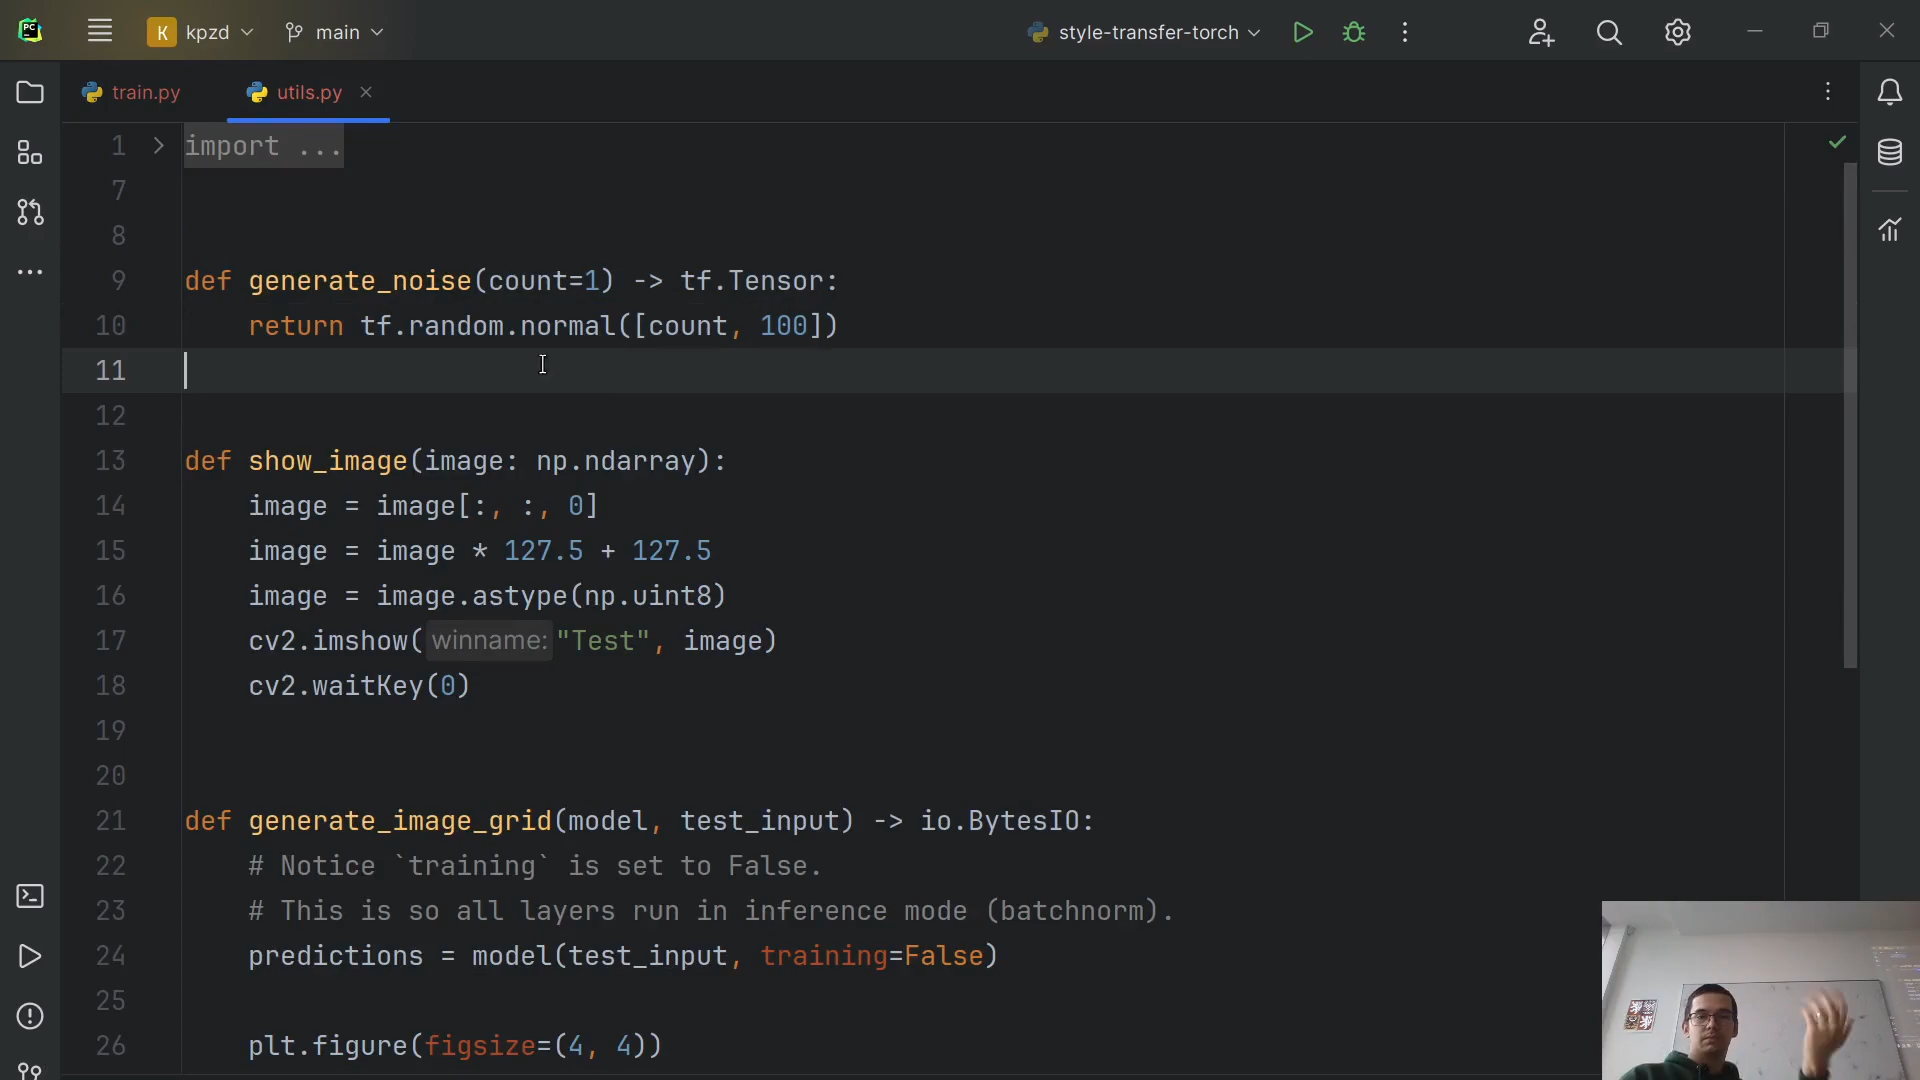 PC
K kpzd
main
style-transfer-torch
train.py
utils.py
1 import ...
7
8
9 def generate_noise(count=1) -> tf.Tensor:
10 return tf.random.normal([count, 100])
11
12
13 def show_image(image: np.ndarray):
14 image = image[:, :, 0]
15 image = image * 127.5 + 127.5
16 image = image.astype(np.uint8)
17 cv2.imshow(winname: "Test", image)
18 cv2.waitKey(0)
19
20
21 def generate_image_grid(model, test_input) -> io.BytesIO:
22 # Notice `training` is set to False.
23 # This is so all layers run in inference mode (batchnorm).
24 predictions = model(test_input, training=False)
25
26 plt.figure(figsize=(4, 4))